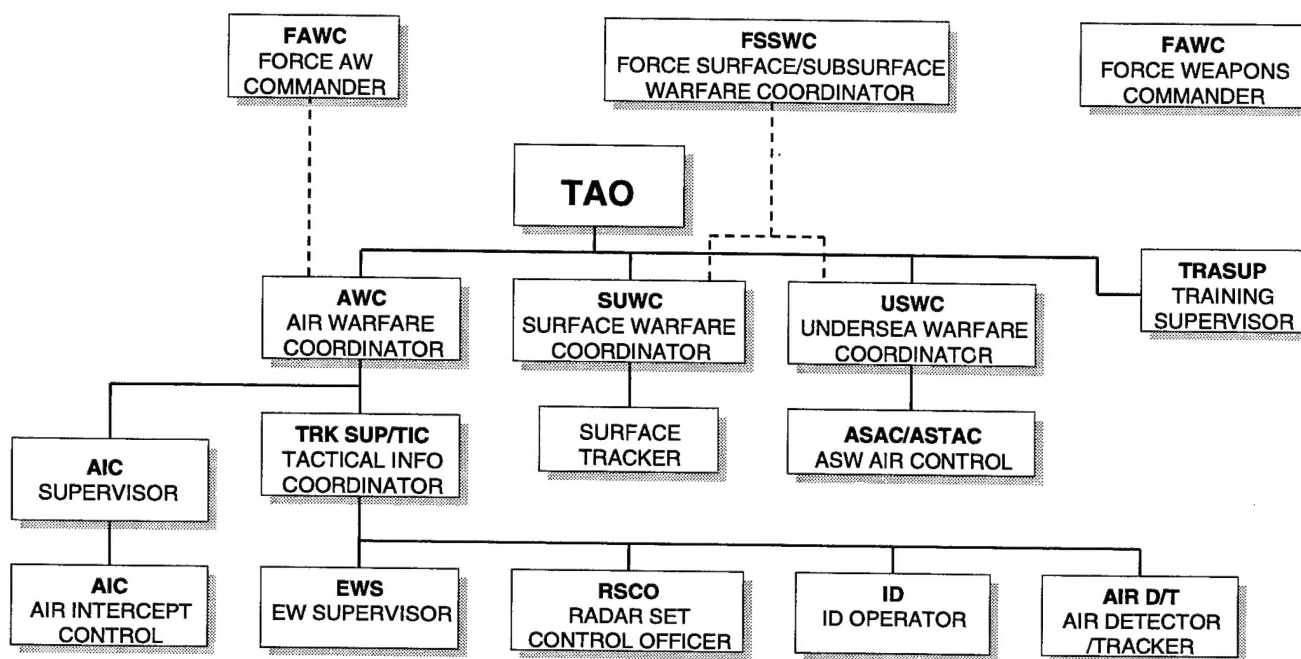 FAWC
FORCE AW
COMMANDER
FSSWC
FORCE SURFACE/SUBSURFACE
WARFARE COORDINATOR
FAWC
FORCE WEAPONS
COMMANDER
TAO
AWC
AIR WARFARE
COORDINATOR
SUWC
SURFACE WARFARE
COORDINATOR
USWC
UNDERSEA WARFARE
COORDINATOR
TRASUP
TRAINING
SUPERVISOR
AIC
SUPERVISOR
TRK SUP/TIC
TACTICAL INFO
COORDINATOR
SURFACE
TRACKER
ASAC/ASTAC
ASW AIR CONTROL
AIC
AIR INTERCEPT
CONTROL
EWS
EW SUPERVISOR
RSCO
RADAR SET
CONTROL OFFICER
ID
ID OPERATOR
AIR D/T
AIR DETECTOR
/TRACKER